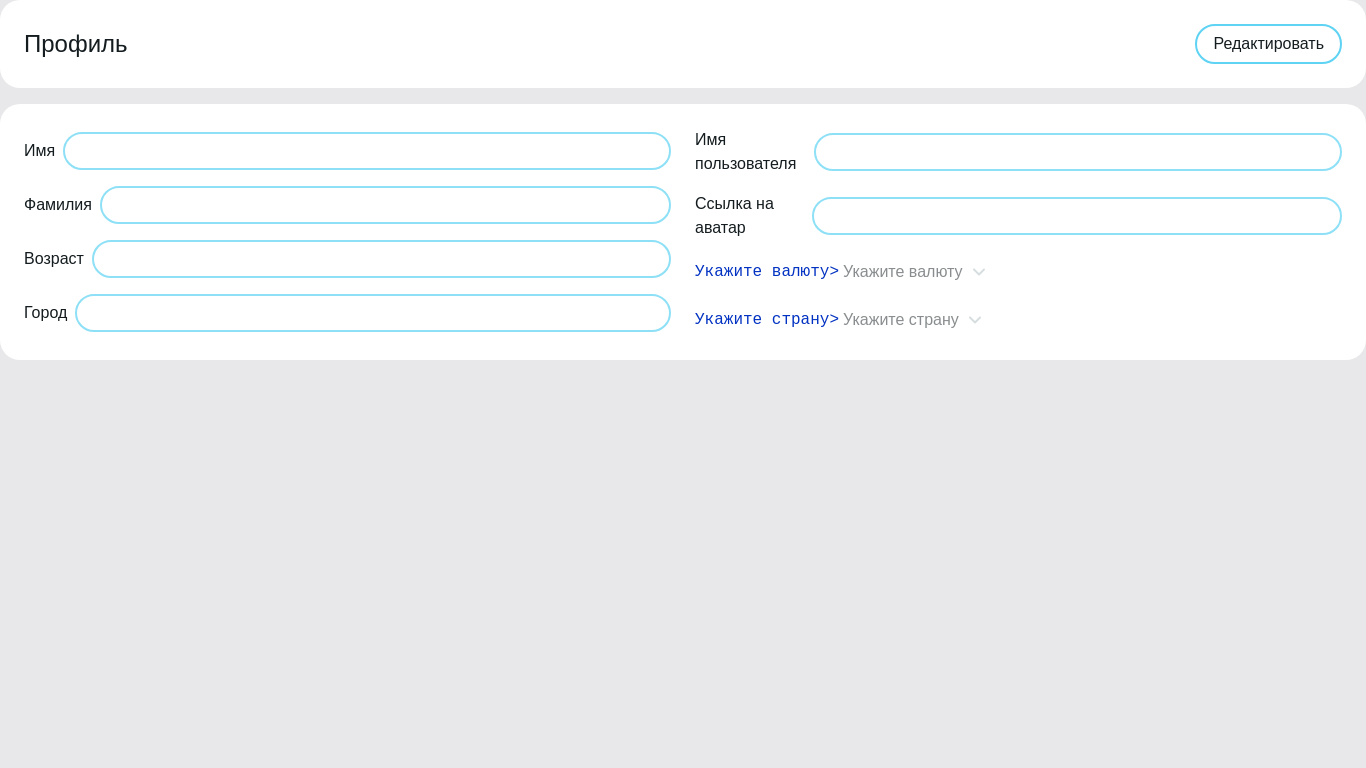 Профиль
Редактировать
Имя
Фамилия
Возраст
Город
Имя
пользователя
Ссылка на
аватар
Укажите валюту> Укажите валюту
Укажите страну> Укажите страну